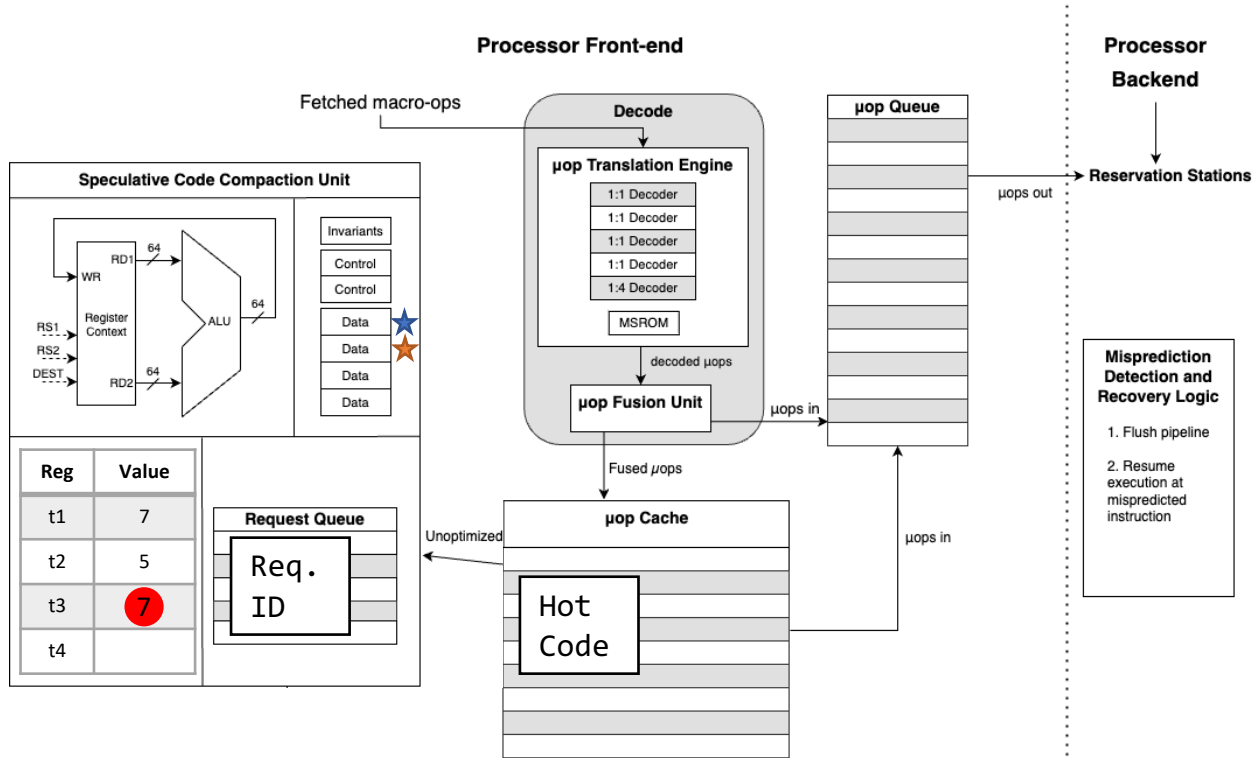 Processor Front-end
Processor
Backend
Fetched macro-ops
Decode
µop Queue
µop Translation Engine
1:1 Decoder
1:1 Decoder
1:1 Decoder
1:1 Decoder
1:4 Decoder
MSROM
decoded µops
µop Fusion Unit
µops in
Fused µops
µops out
Reservation Stations
Speculative Code Compaction Unit
WR
RD1
64
Register
Context
RS1
RS2
DEST
RD2
64
ALU
64
Invariants
Control
Control
Data
Data
Data
Data
Reg Value
t1 7
t2 5
t3 7
t4
Request Queue
Req.
ID
Unoptimized
µop Cache
Hot
Code
µops in
Misprediction
Detection and
Recovery Logic
1. Flush pipeline
2. Resume
execution at
mispredicted
instruction